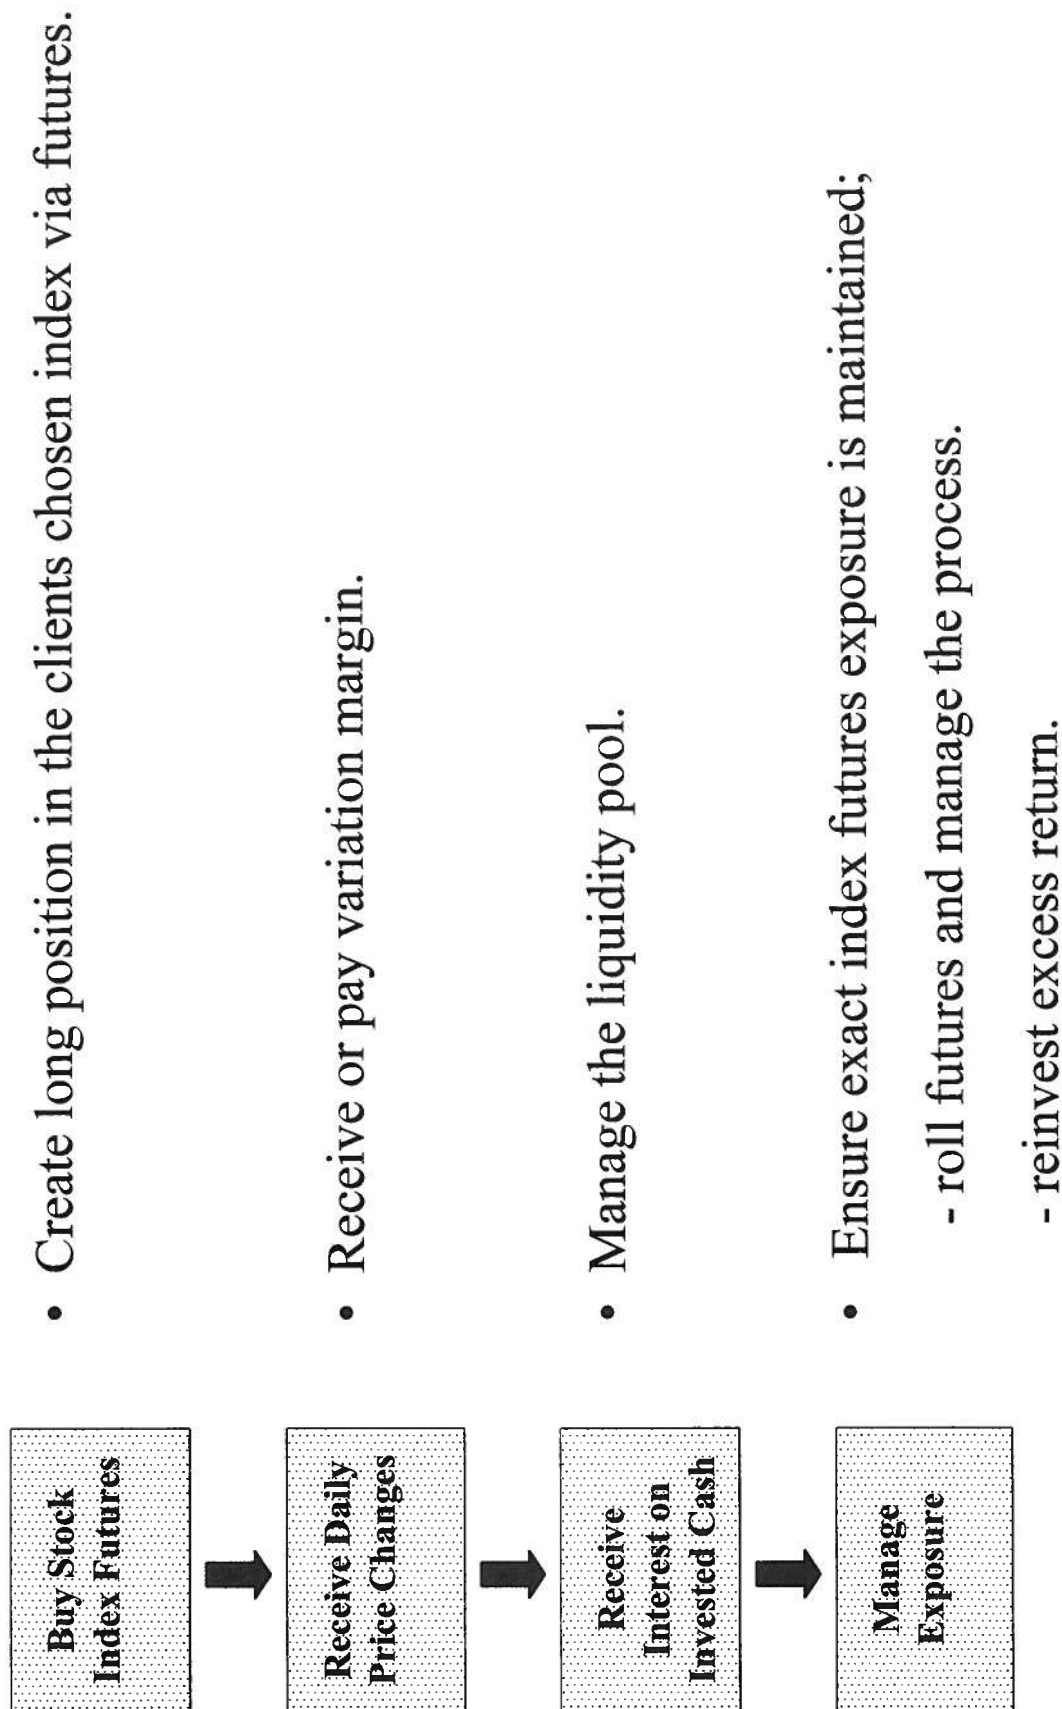 Buy Stock
Index Futures
• Create long position in the clients chosen index via futures.
Receive Daily
Price Changes
• Receive or pay variation margin.
Receive
Interest on
Invested Cash
• Manage the liquidity pool.
Manage
Exposure
• Ensure exact index futures exposure is maintained;
- roll futures and manage the process.
- reinvest excess return.